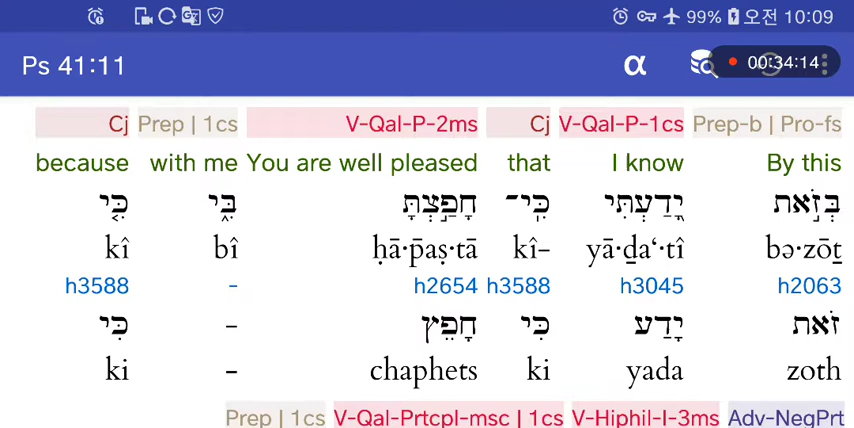 99% 오전 10:09
Ps 41:11 α 00:34:14
Cj Prep | 1cs V-Qal-P-2ms Cj V-Qal-P-1cs Prep-b | Pro-fs
because with me You are well pleased that I know By this
בְּזֹ֣את יָ֭דַעְתִּי כִּֽי־ חָפַ֣צְתָּ בִּ֑י כִּ֤י
kî bî ḥā·p̄aṣ·tā kî- yā·ḏa‘·tî bə·zōṯ
h3588 - h2654 h3588 h3045 h2063
זֹאת יָדַע כִּי חָפֵץ - כִּי
ki - chaphets ki yada zoth
Prep | 1cs V-Qal-Prtcpl-msc | 1cs V-Hiphil-I-3ms Adv-NegPrt